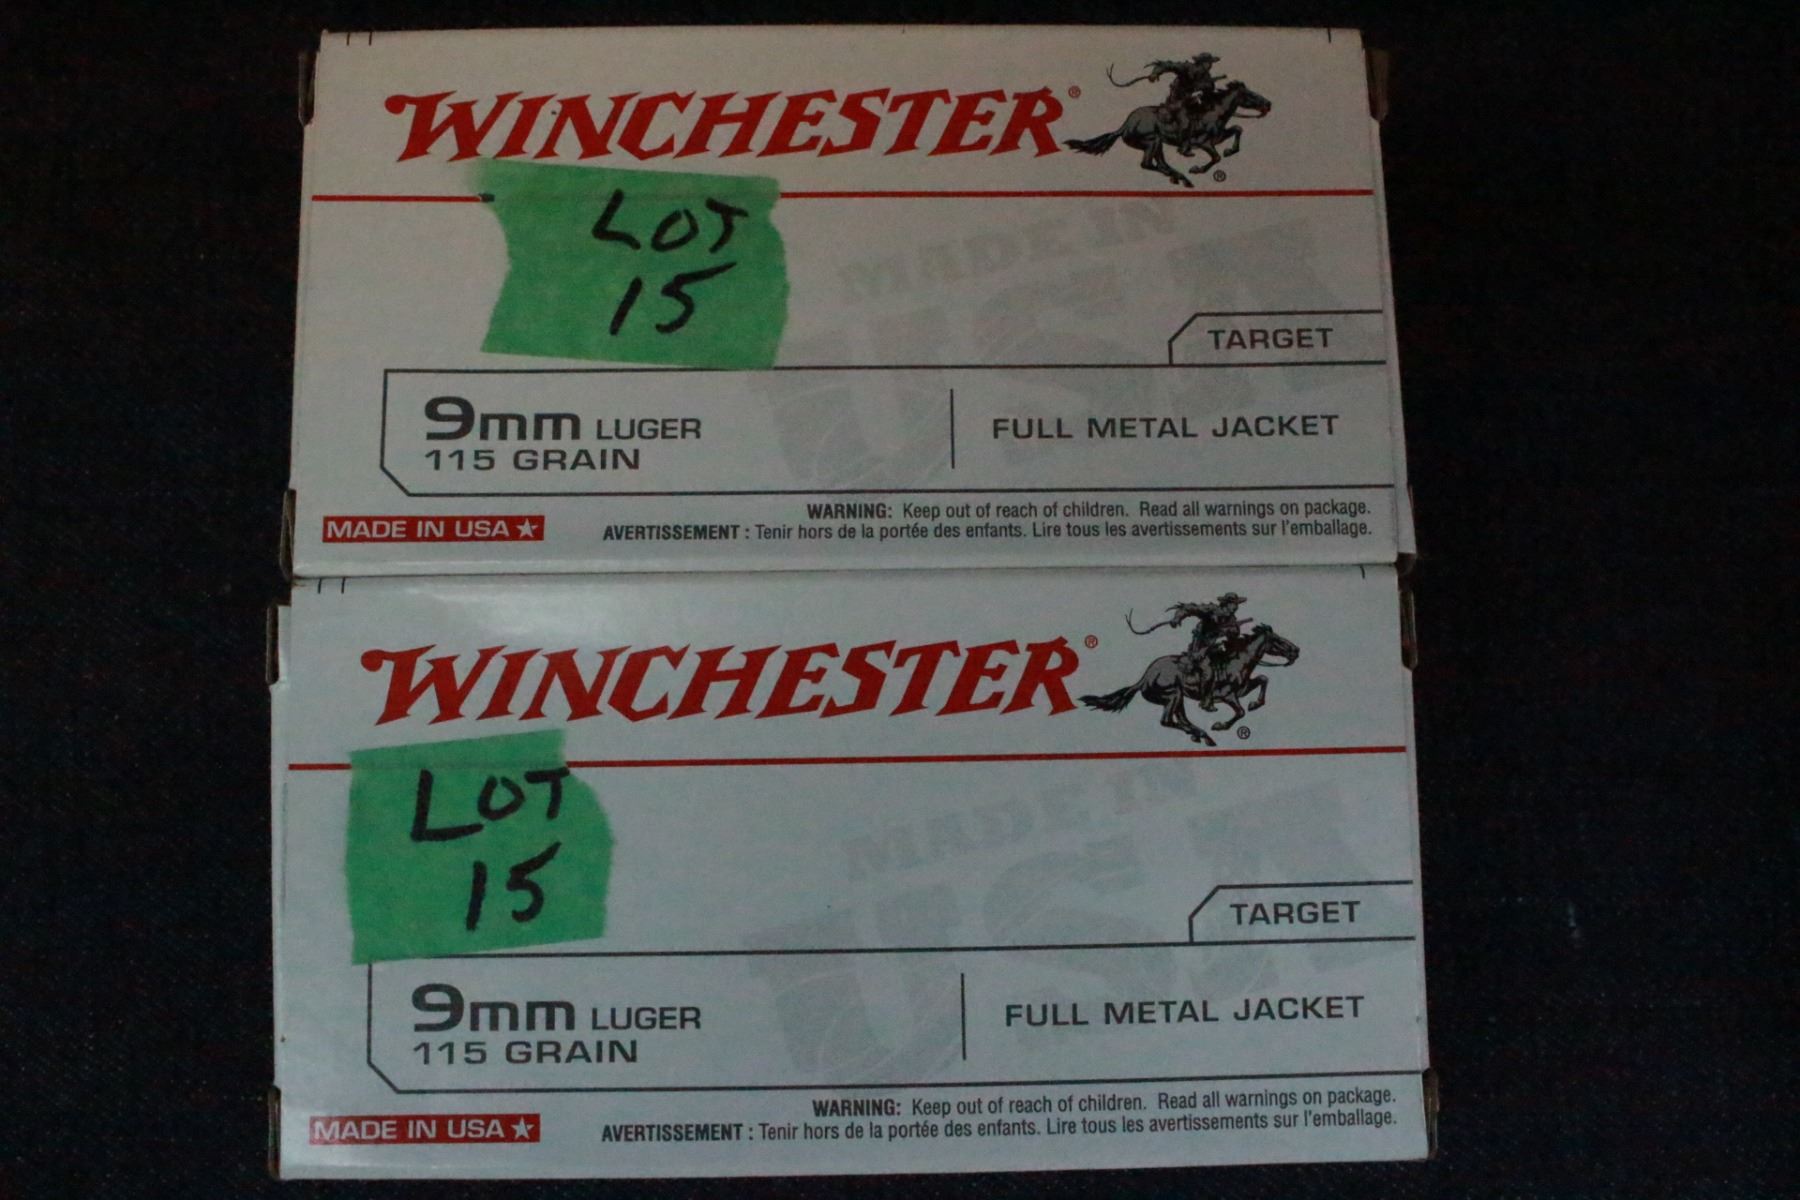 WINCHESTER®
LOT
15
TARGET
9mm LUGER
115 GRAIN
FULL METAL JACKET
WARNING: Keep out of reach of children. Read all warnings on package.
MADE IN USA
AVERTISSEMENT : Tenir hors de la portée des enfants. Lire tous les avertissements sur l'emballage.
WINCHESTER®
LOT
15
TARGET
9mm LUGER
115 GRAIN
FULL METAL JACKET
WARNING: Keep out of reach of children. Read all warnings on package.
MADE IN USA
AVERTISSEMENT : Tenir hors de la portée des enfants. Lire tous les avertissements sur l'emballage.